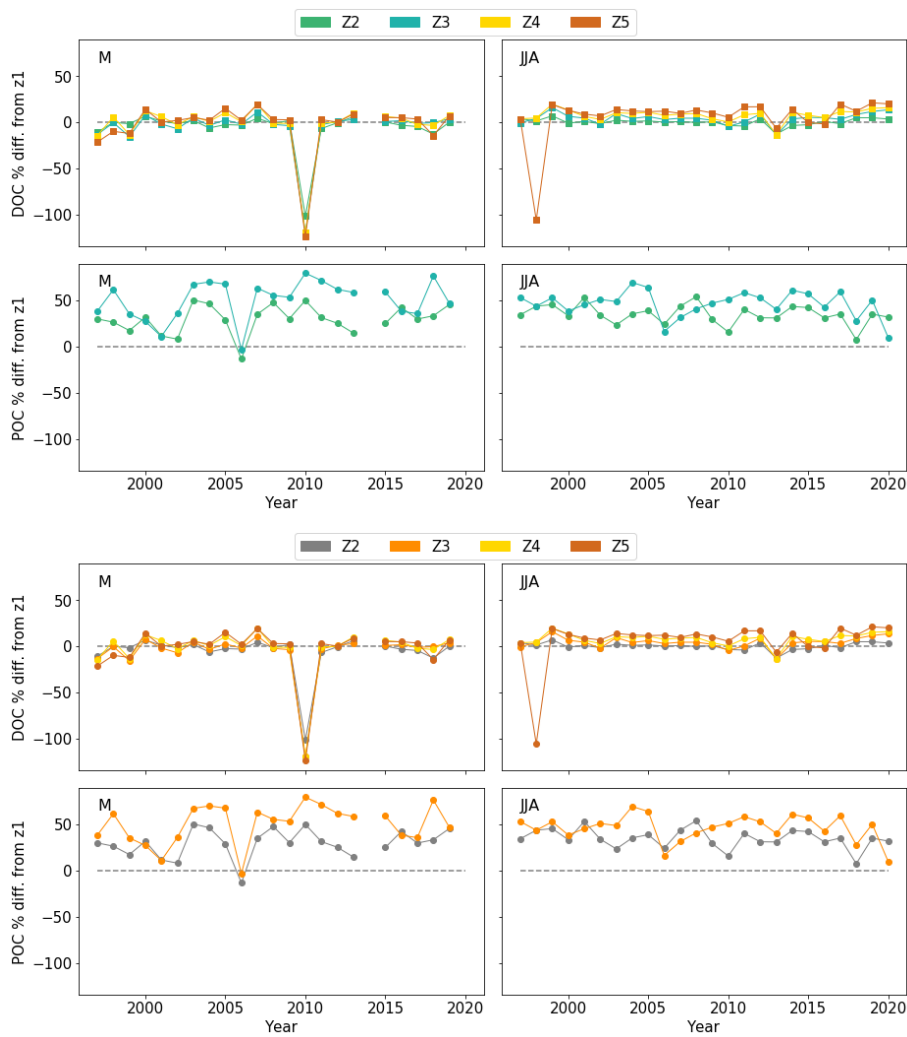 Z2 Z3 Z4 Z5
M JJA
DOC % diff. from z1
50
0
−50
−100
M JJA
POC % diff. from z1
50
0
−50
−100
2000 2005 2010 2015 2020 2000 2005 2010 2015 2020
Year Year
Z2 Z3 Z4 Z5
M JJA
DOC % diff. from z1
50
0
−50
−100
M JJA
POC % diff. from z1
50
0
−50
−100
2000 2005 2010 2015 2020 2000 2005 2010 2015 2020
Year Year